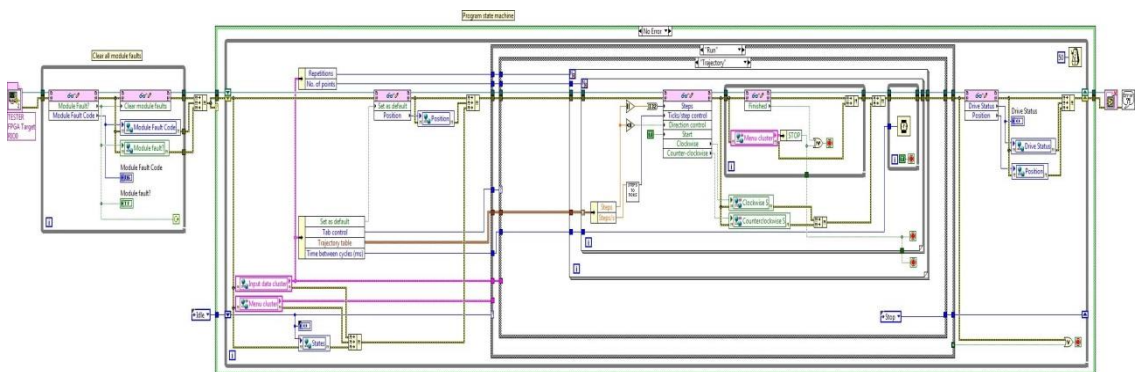 Program state machine
No Error
Clear all module faults
"Run"
"Trajectory"
TESTER
FPGA Target
Module Fault?
Module Fault Code
Clear module faults
Module Fault Code
Module fault?
Module Fault Code
Module fault?
Repetitions
No. of points
Set as default
Position
Position
Set as default
Tab control
Trajectory table
Time between cycles (ms)
Input data cluster
Menu cluster
Idle
States
Steps
Ticks/step control
Direction control
Start
Clockwise
Counter-clockwise
Steps
Steps/s
STEPS
TO
Finished
Menu cluster
STOP
Clockwise S
Counterclockwise S
Stop
50
Drive Status
Position
Drive Status
Drive Status
Position